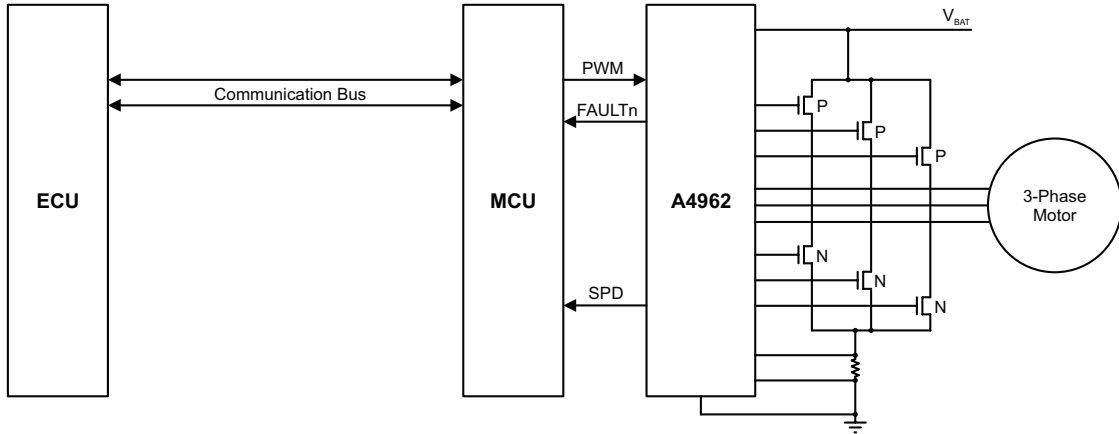 V_BAT
PWM
Communication Bus
FAULTn
P
P
P
ECU
MCU
A4962
3-Phase
Motor
N
N
N
SPD